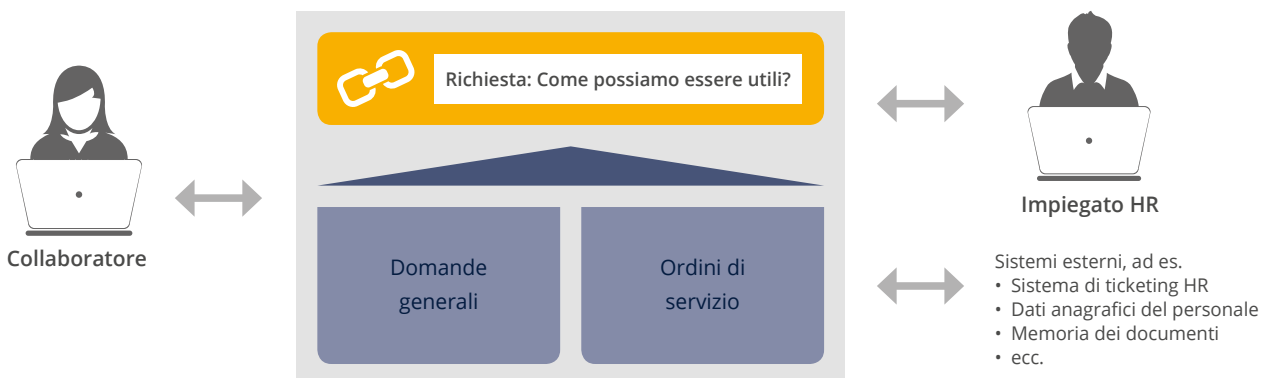 Richiesta: Come possiamo essere utili?
Collaboratore
Domande
generali
Ordini di
servizio
Impiegato HR
Sistemi esterni, ad es.
• Sistema di ticketing HR
• Dati anagrafici del personale
• Memoria dei documenti
• ecc.